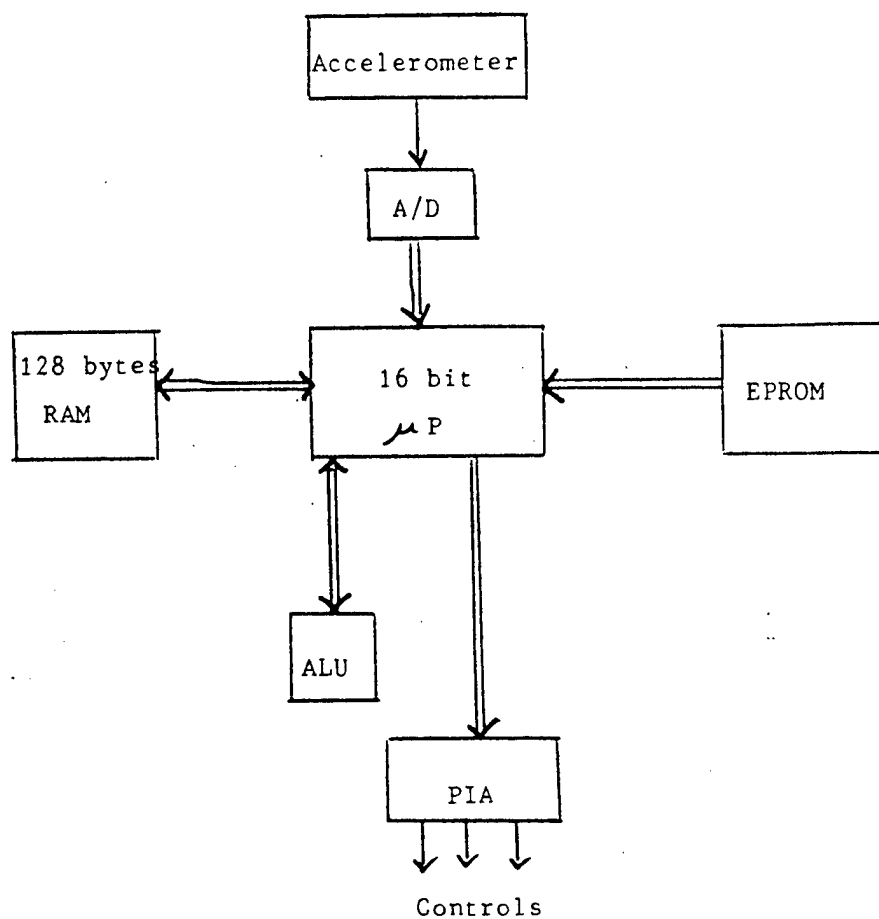 Accelerometer
A/D
128 bytes
RAM
16 bit
μP
EPROM
ALU
PIA
Controls